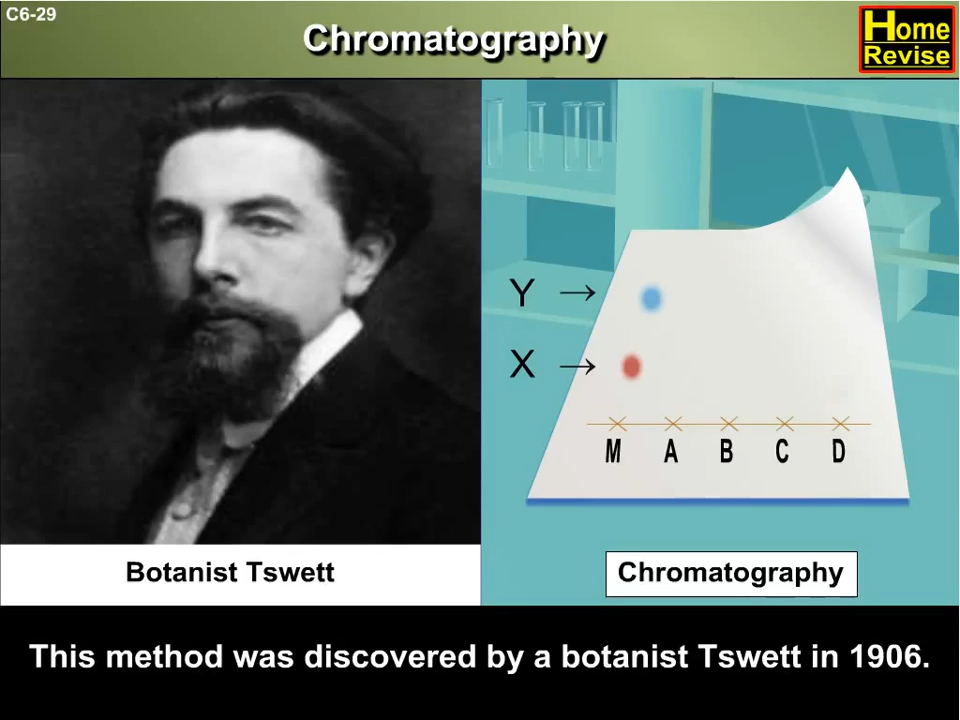 C6-29
Chromatography
Home
Revise
Y →
X →
M A B C D
Botanist Tswett
Chromatography
This method was discovered by a botanist Tswett in 1906.